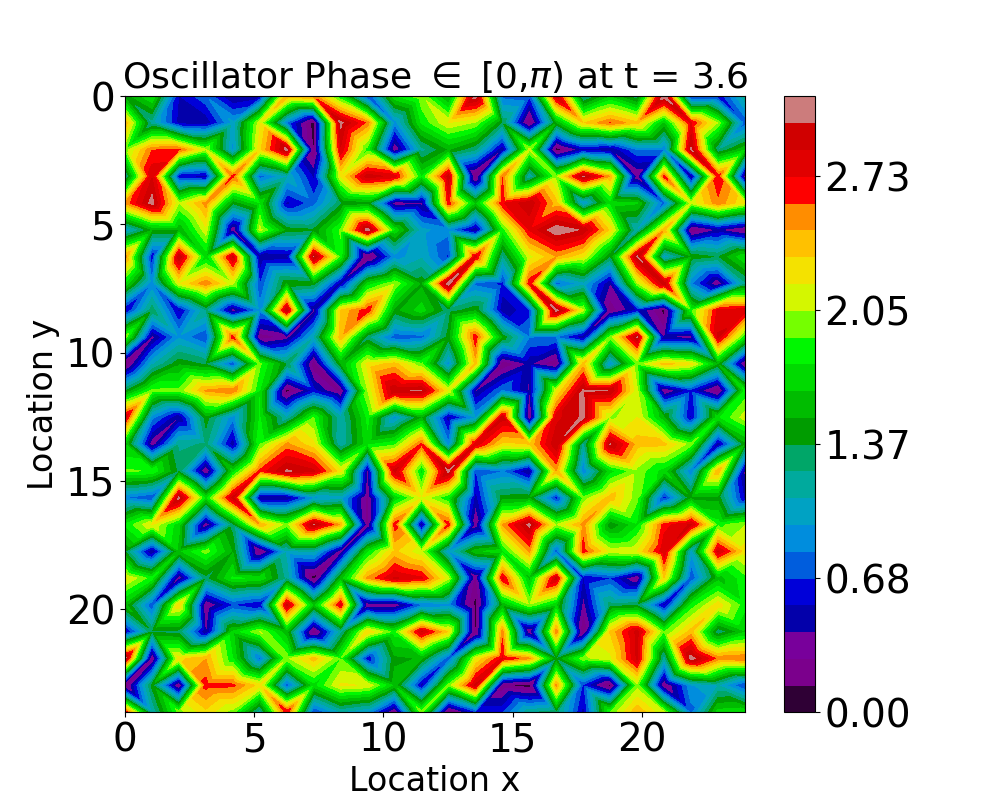 Oscillator Phase ∈ [0,π) at t = 3.6
0
5
10
15
20
Location y
0 5 10 15 20
Location x
2.73
2.05
1.37
0.68
0.00